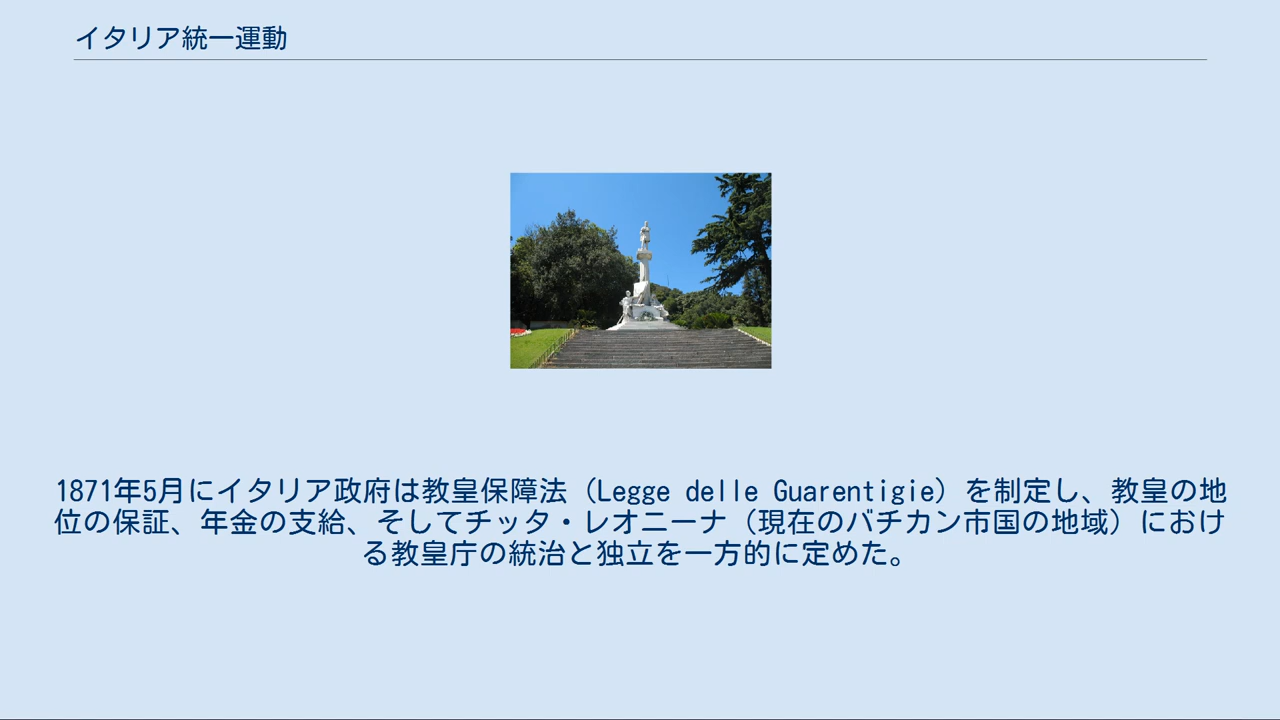 イタリア統一運動
1871年5月にイタリア政府は教皇保障法（Legge delle Guarentigie）を制定し、教皇の地
位の保証、年金の支給、そしてチッタ・レオニーナ（現在のバチカン市国の地域）におけ
る教皇庁の統治と独立を一方的に定めた。